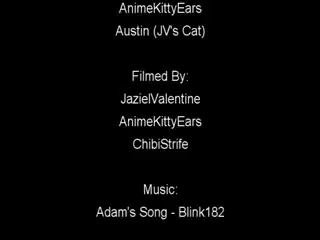 AnimeKittyEars
Austin (JV's Cat)
Filmed By:
JazielValentine
AnimeKittyEars
ChibiStrife
Music:
Adam's Song - Blink182